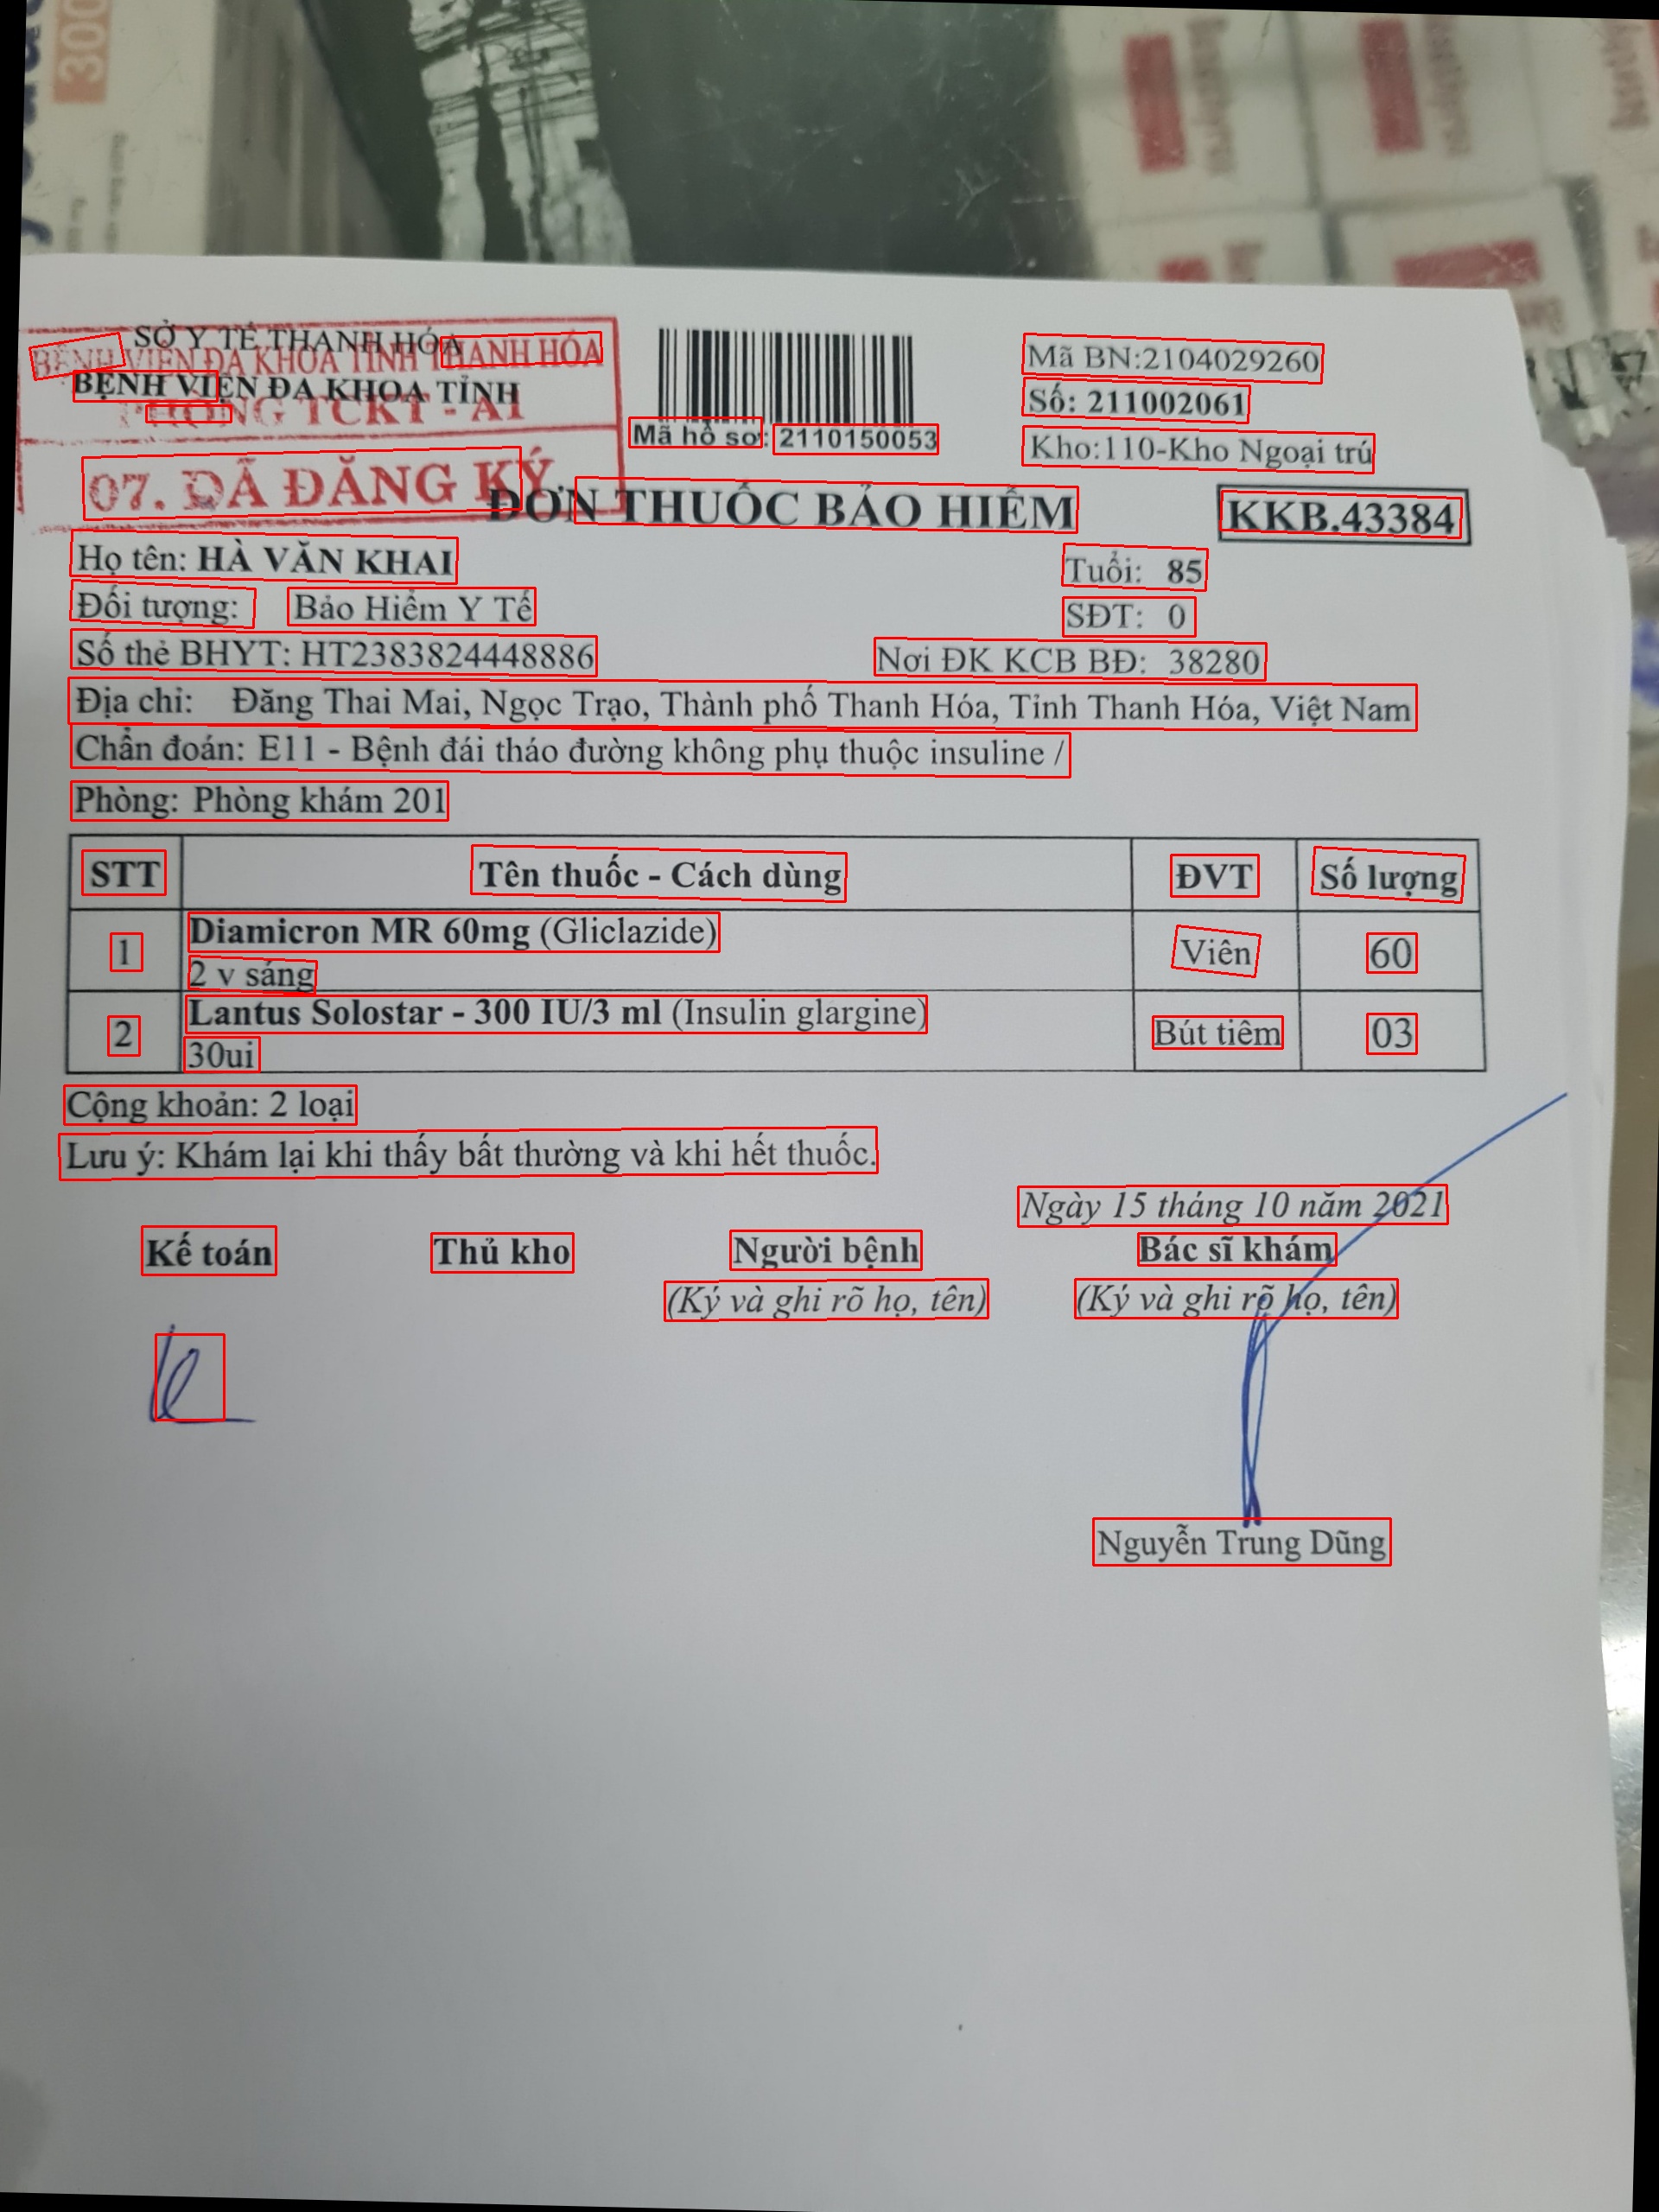 300
SỞ Y TẾ THANH HÓA
BỆNH VIỆN ĐA KHOA TỈNH THANH HÓA
BỆNH VIỆN ĐA KHOA TỈNH
PHÒNG TCKT - A1
07. ĐÃ ĐĂNG KÝ
Mã hồ sơ: 2110150053
Mã BN:2104029260
Số: 211002061
Kho:110-Kho Ngoại trú
ĐƠN THUỐC BẢO HIỂM
KKB.43384
Họ tên: HÀ VĂN KHAI Tuổi: 85
Đối tượng: Bảo Hiểm Y Tế SĐT: 0
Số thẻ BHYT: HT2383824448886 Nơi ĐK KCB BĐ: 38280
Địa chỉ: Đăng Thai Mai, Ngọc Trạo, Thành phố Thanh Hóa, Tỉnh Thanh Hóa, Việt Nam
Chẩn đoán: E11 - Bệnh đái tháo đường không phụ thuộc insuline /
Phòng: Phòng khám 201
STT Tên thuốc - Cách dùng ĐVT Số lượng
1 Diamicron MR 60mg (Gliclazide) Viên 60
2 v sáng
2 Lantus Solostar - 300 IU/3 ml (Insulin glargine) Bút tiêm 03
30ui
Cộng khoản: 2 loại
Lưu ý: Khám lại khi thấy bất thường và khi hết thuốc.
Ngày 15 tháng 10 năm 2021
Kế toán Thủ kho Người bệnh Bác sĩ khám
(Ký và ghi rõ họ, tên) (Ký và ghi rõ họ, tên)
Nguyễn Trung Dũng